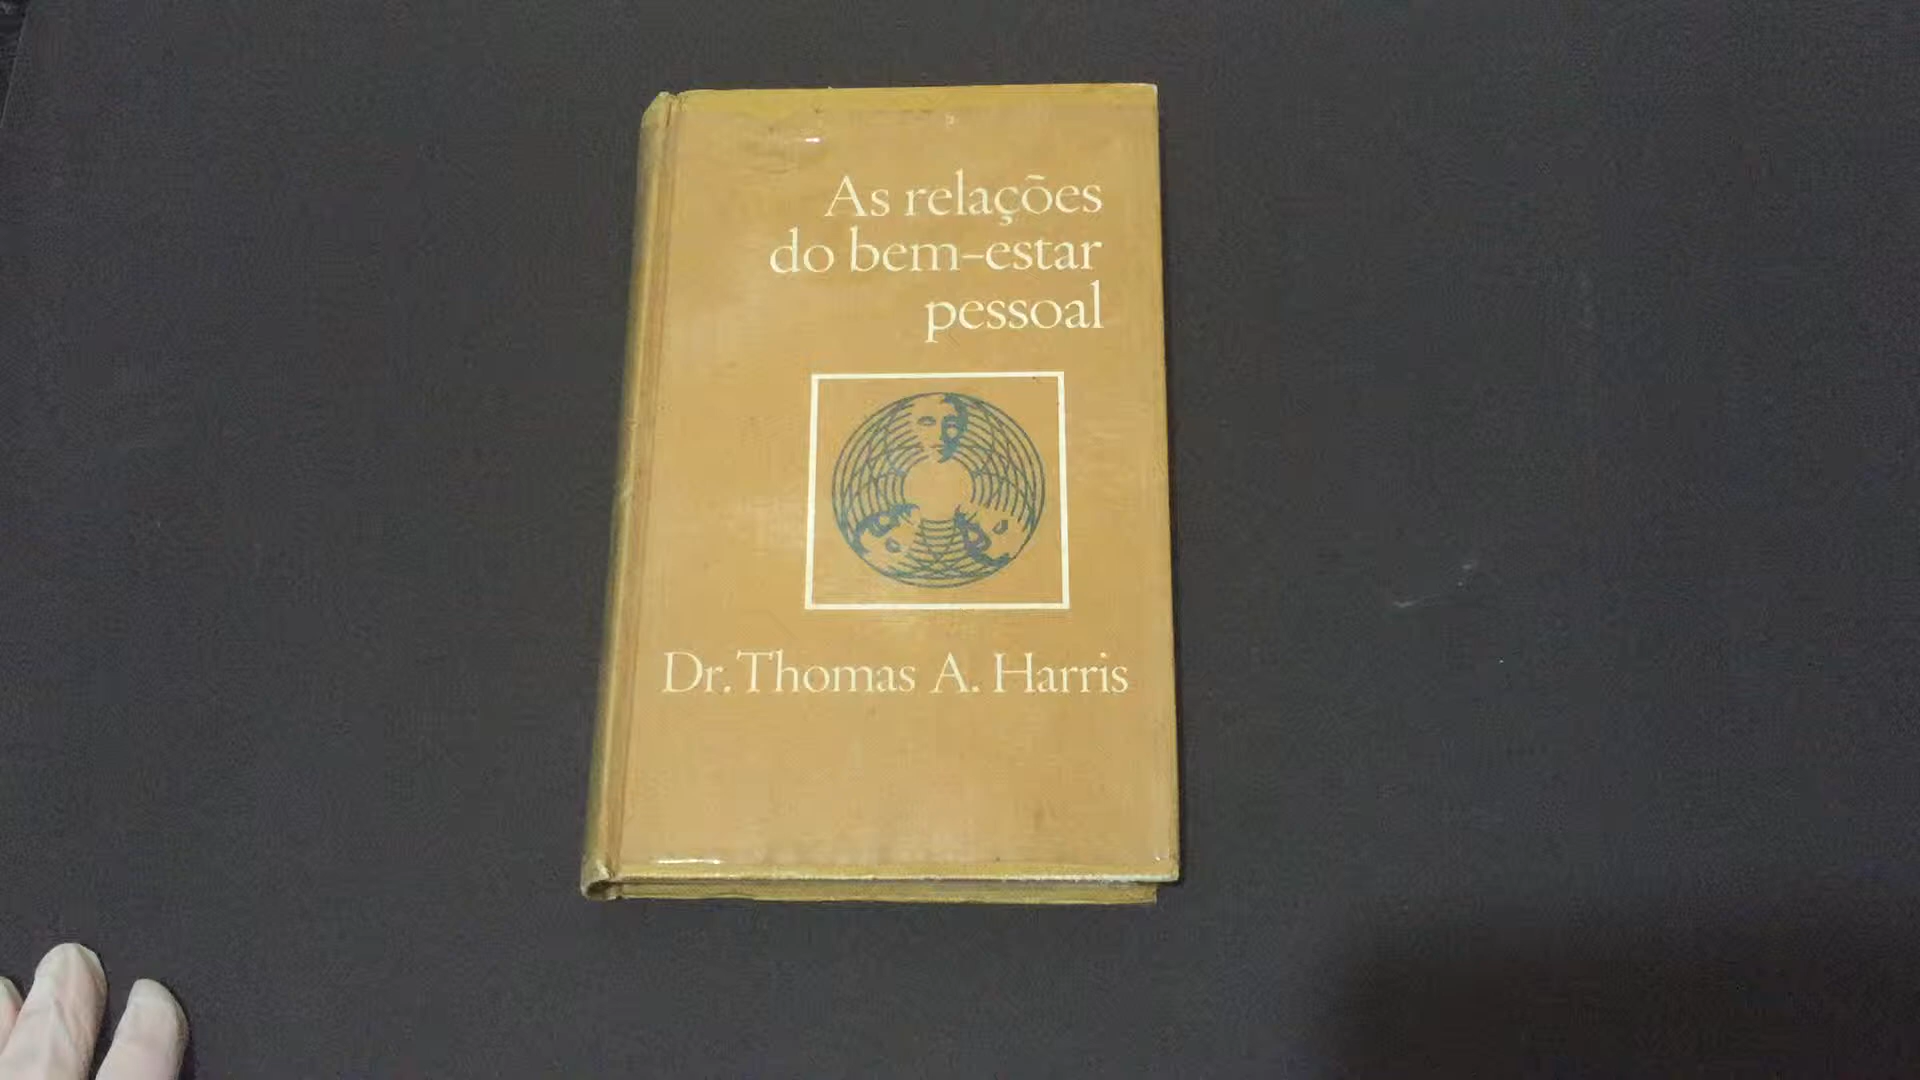 As relações
do bem-estar
pessoal
Dr. Thomas A. Harris